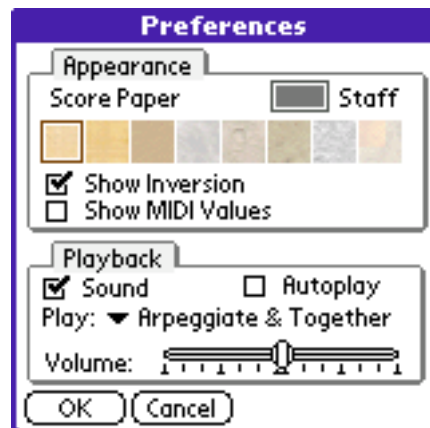 Preferences
Appearance
Score Paper Staff
Show Inversion
Show MIDI Values
Playback
Sound Autoplay
Play: Arpeggiate & Together
Volume:
OK Cancel